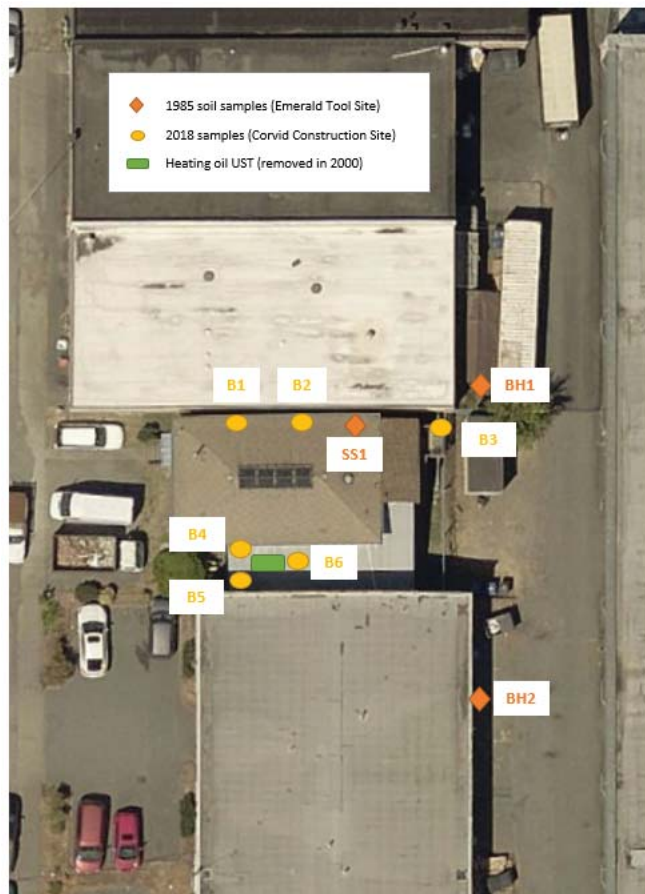 1985 soil samples (Emerald Tool Site)
2018 samples (Corvid Construction Site)
Heating oil UST (removed in 2000)
B1
B2
BH1
SS1
B3
B4
B6
B5
BH2